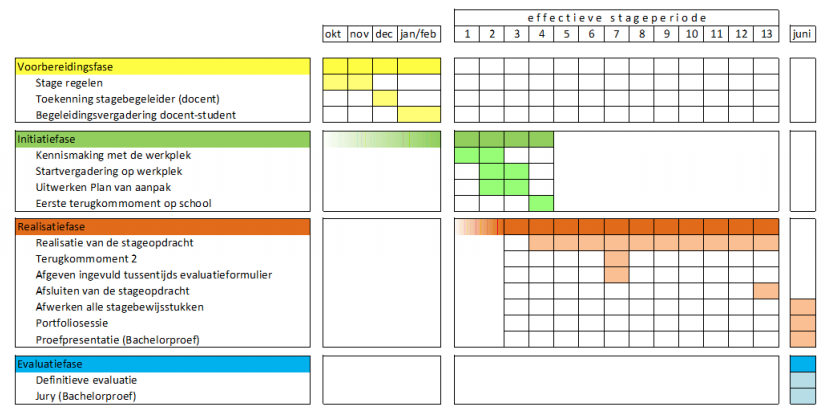 effectieve stageperiode
okt nov dec jan/feb 1 2 3 4 5 6 7 8 9 10 11 12 13 juni
Voorbereidingsfase
Stage regelen
Toekenning stagebegeleider (docent)
Begeleidingsvergadering docent-student
Initiatiefase
Kennismaking met de werkplek
Startvergadering op werkplek
Uitwerken Plan van aanpak
Eerste terugkommoment op school
Realisatiefase
Realisatie van de stageopdracht
Terugkommoment 2
Afgeven ingevuld tussentijds evaluatieformulier
Afsluiten van de stageopdracht
Afwerken alle stagebewijsstukken
Portfoliosessie
Proefpresentatie (Bachelorproef)
Evaluatiefase
Definitieve evaluatie
Jury (Bachelorproef)